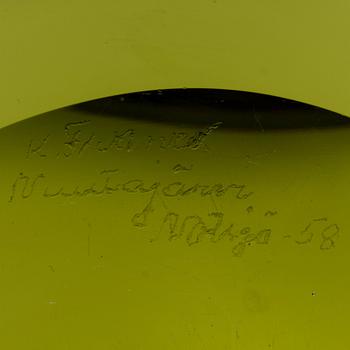 K. Franck
Nuutajärvi
Notsjö -58